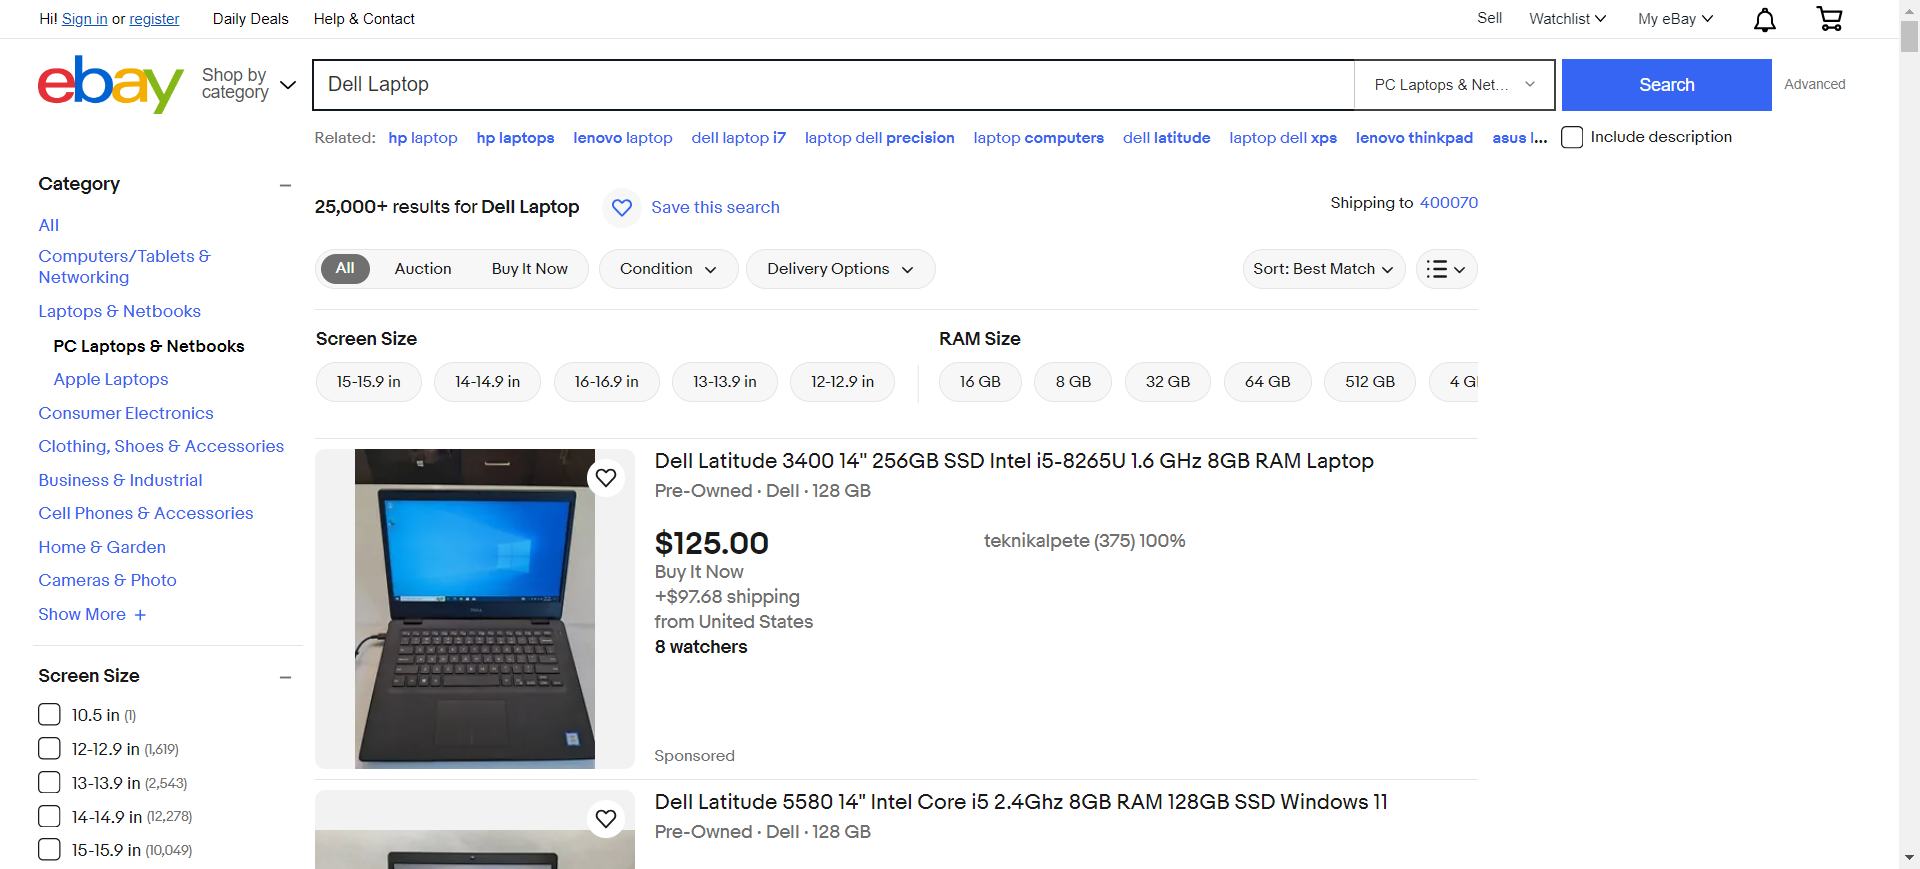 Hi! Sign in or register Daily Deals Help & Contact Sell Watchlist My eBay
ebay Shop by category Dell Laptop PC Laptops & Net... Search Advanced
Related: hp laptop hp laptops lenovo laptop dell laptop i7 laptop dell precision laptop computers dell latitude laptop dell xps lenovo thinkpad asus l... Include description
Category
All
Computers/Tablets &
Networking
Laptops & Netbooks
PC Laptops & Netbooks
Apple Laptops
Consumer Electronics
Clothing, Shoes & Accessories
Business & Industrial
Cell Phones & Accessories
Home & Garden
Cameras & Photo
Show More
Screen Size
10.5 in (1)
12-12.9 in (1,619)
13-13.9 in (2,543)
14-14.9 in (12,278)
15-15.9 in (10,049)
25,000+ results for Dell Laptop Save this search Shipping to 400070
All Auction Buy It Now Condition Delivery Options Sort: Best Match
Screen Size RAM Size
15-15.9 in 14-14.9 in 16-16.9 in 13-13.9 in 12-12.9 in 16 GB 8 GB 32 GB 64 GB 512 GB 4 G
Dell Latitude 3400 14" 256GB SSD Intel i5-8265U 1.6 GHz 8GB RAM Laptop
Pre-Owned · Dell · 128 GB
$125.00 teknikalpete (375) 100%
Buy It Now
+$97.68 shipping
from United States
8 watchers
Sponsored
Dell Latitude 5580 14" Intel Core i5 2.4Ghz 8GB RAM 128GB SSD Windows 11
Pre-Owned · Dell · 128 GB